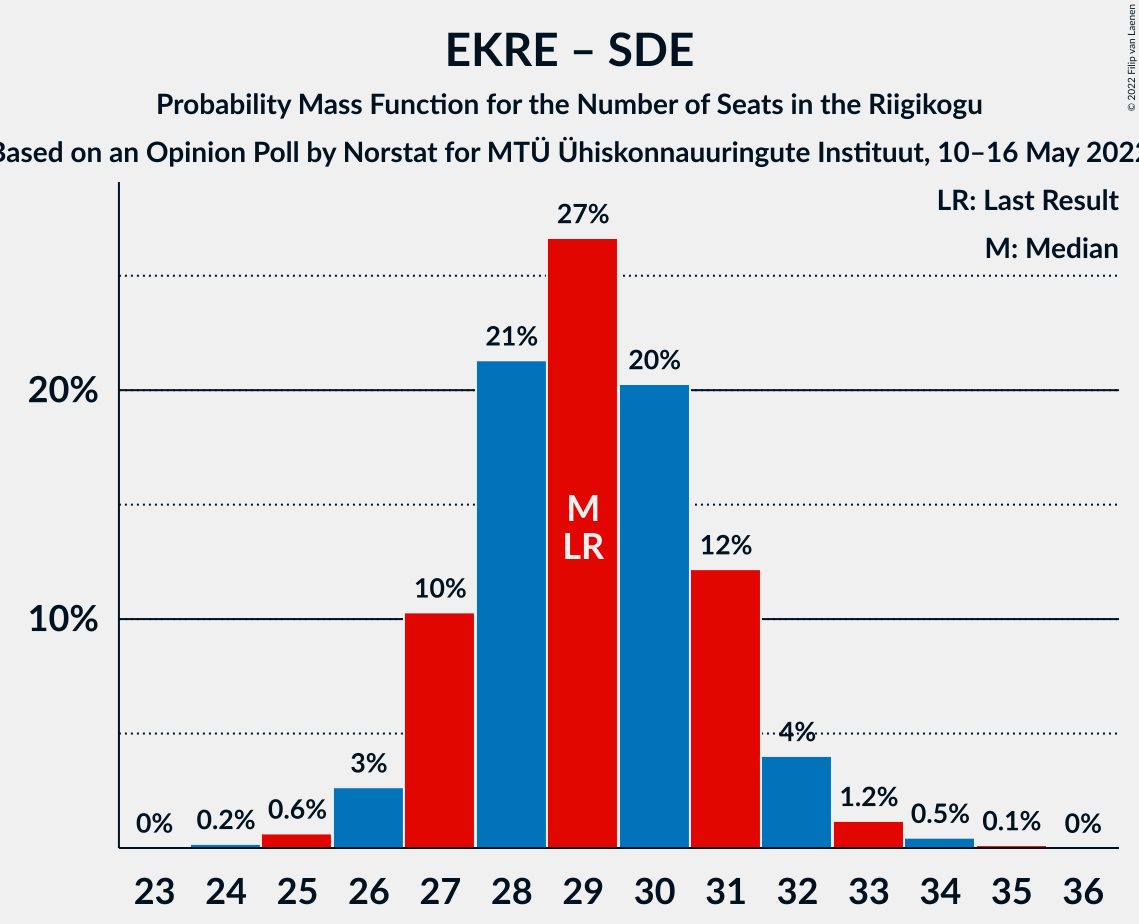 EKRE – SDE
Probability Mass Function for the Number of Seats in the Riigikogu
Based on an Opinion Poll by Norstat for MTÜ Ühiskonnauuringute Instituut, 10–16 May 2022
© 2022 Filip van Laenen
LR: Last Result
M: Median
27%
21%
20%
20%
M
LR
12%
10%
10%
4%
3%
1.2%
0.6%
0.5%
0.2%
0.1%
0%
0%
23 24 25 26 27 28 29 30 31 32 33 34 35 36